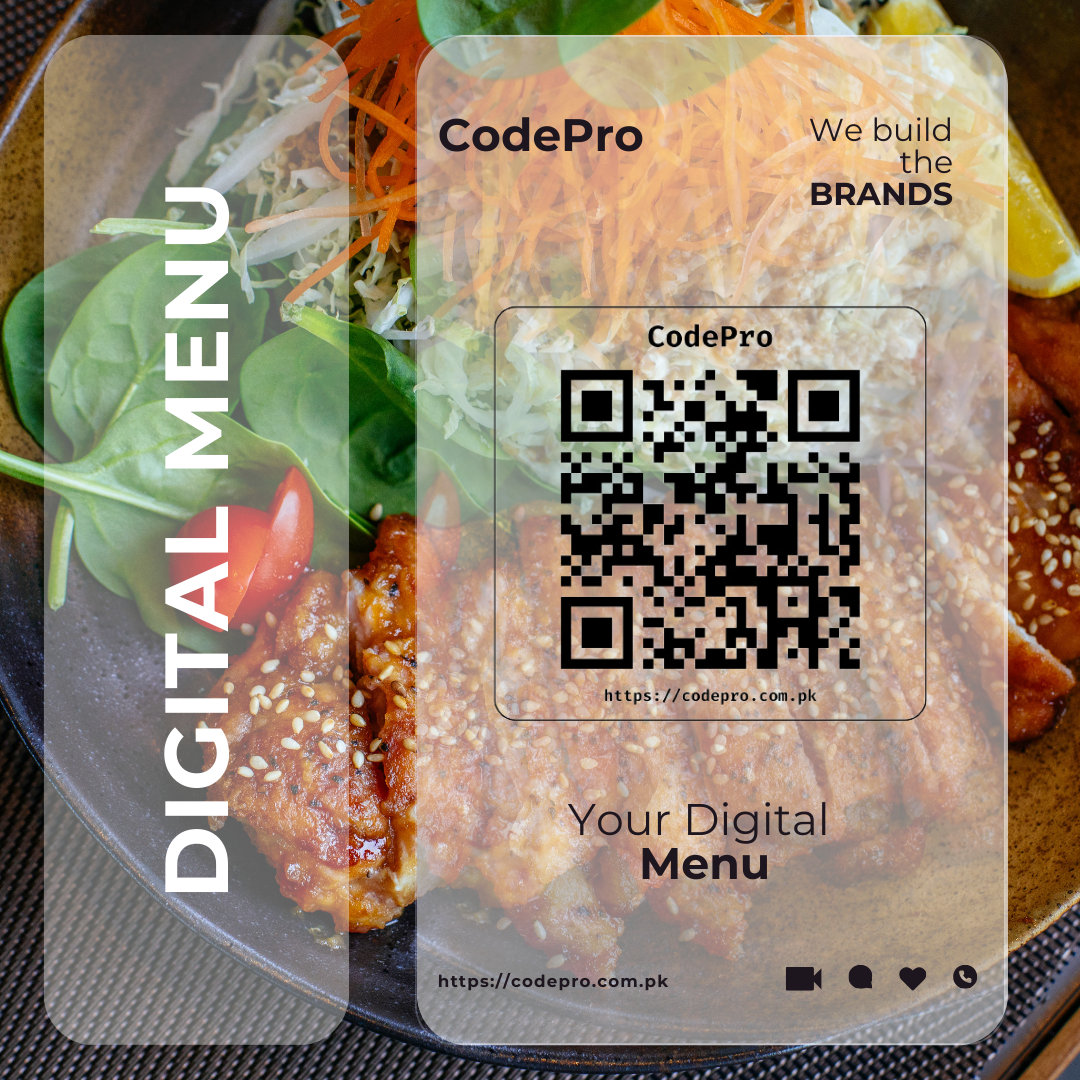 DIGITAL MENU
CodePro
We build
the
BRANDS
CodePro
https://codepro.com.pk
Your Digital
Menu
https://codepro.com.pk